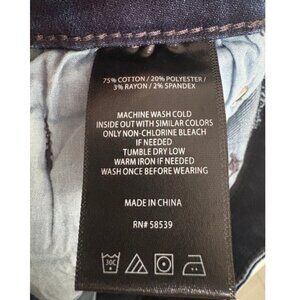 75% COTTON / 20% POLYESTER /
3% RAYON / 2% SPANDEX
MACHINE WASH COLD
INSIDE OUT WITH SIMILAR COLORS
ONLY NON-CHLORINE BLEACH
IF NEEDED
TUMBLE DRY LOW
WARM IRON IF NEEDED
WASH ONCE BEFORE WEARING
MADE IN CHINA
RN# 58539
30C